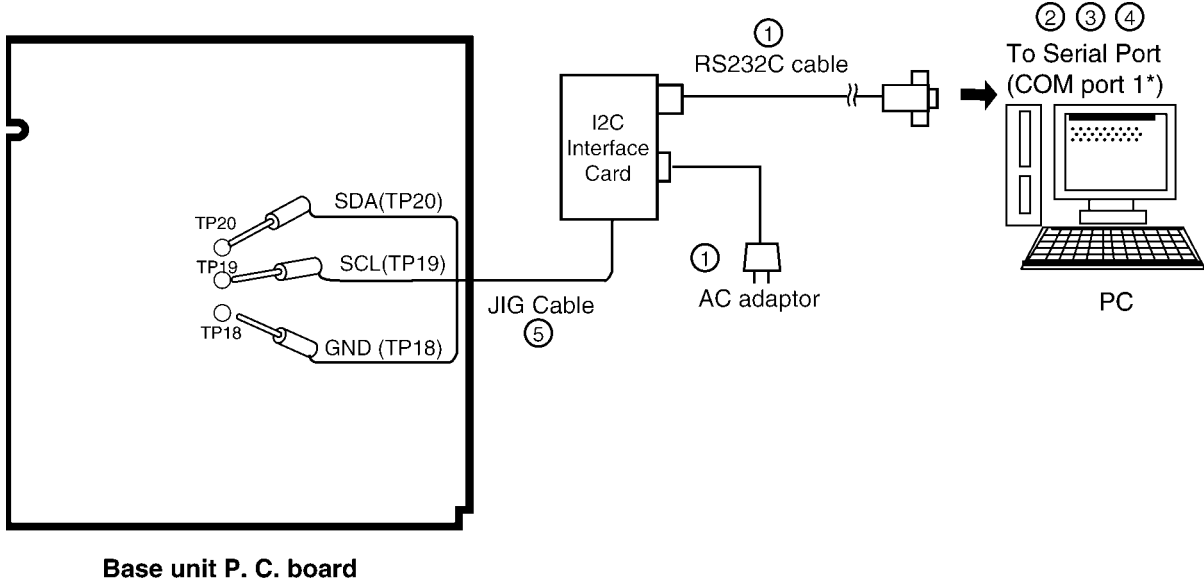 ② ③ ④
To Serial Port
(COM port 1*)
①
RS232C cable
I2C
Interface
Card
SDA(TP20)
TP20
SCL(TP19)
TP19
GND (TP18)
TP18
JIG Cable
⑤
①
AC adaptor
PC
Base unit P. C. board